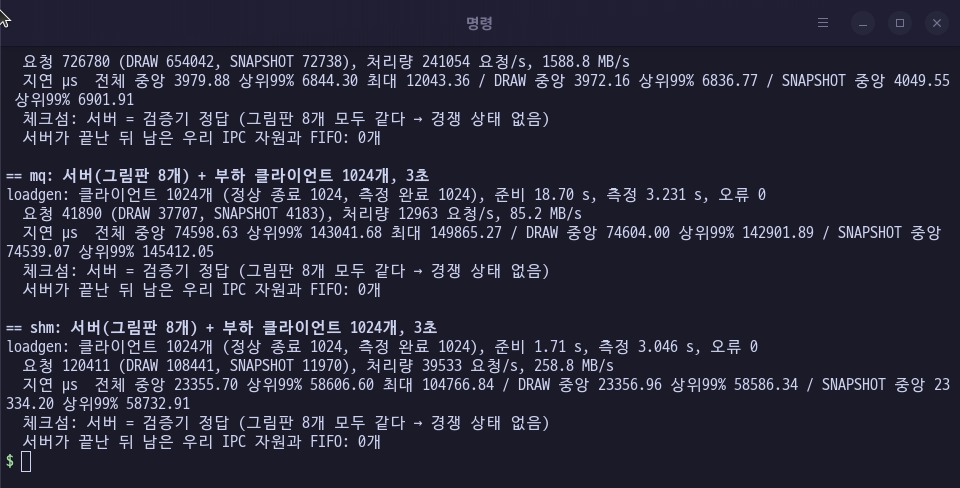 명령
요청 726780 (DRAW 654042, SNAPSHOT 72738), 처리량 241054 요청/s, 1588.8 MB/s
지연 µs  전체 중앙 3979.88 상위99% 6844.30 최대 12043.36 / DRAW 중앙 3972.16 상위99% 6836.77 / SNAPSHOT 중앙 4049.55
상위99% 6901.91
체크섬: 서버 = 검증기 정답 (그림판 8개 모두 같다 → 경쟁 상태 없음)
서버가 끝난 뒤 남은 우리 IPC 자원과 FIFO: 0개
== mq: 서버(그림판 8개) + 부하 클라이언트 1024개, 3초
loadgen: 클라이언트 1024개 (정상 종료 1024, 측정 완료 1024), 준비 18.70 s, 측정 3.231 s, 오류 0
요청 41890 (DRAW 37707, SNAPSHOT 4183), 처리량 12963 요청/s, 85.2 MB/s
지연 µs  전체 중앙 74598.63 상위99% 143041.68 최대 149865.27 / DRAW 중앙 74604.00 상위99% 142901.89 / SNAPSHOT 중앙
74539.07 상위99% 145412.05
체크섬: 서버 = 검증기 정답 (그림판 8개 모두 같다 → 경쟁 상태 없음)
서버가 끝난 뒤 남은 우리 IPC 자원과 FIFO: 0개
== shm: 서버(그림판 8개) + 부하 클라이언트 1024개, 3초
loadgen: 클라이언트 1024개 (정상 종료 1024, 측정 완료 1024), 준비 1.71 s, 측정 3.046 s, 오류 0
요청 120411 (DRAW 108441, SNAPSHOT 11970), 처리량 39533 요청/s, 258.8 MB/s
지연 µs  전체 중앙 23355.70 상위99% 58606.60 최대 104766.84 / DRAW 중앙 23356.96 상위99% 58586.34 / SNAPSHOT 중앙 23
334.20 상위99% 58732.91
체크섬: 서버 = 검증기 정답 (그림판 8개 모두 같다 → 경쟁 상태 없음)
서버가 끝난 뒤 남은 우리 IPC 자원과 FIFO: 0개
$